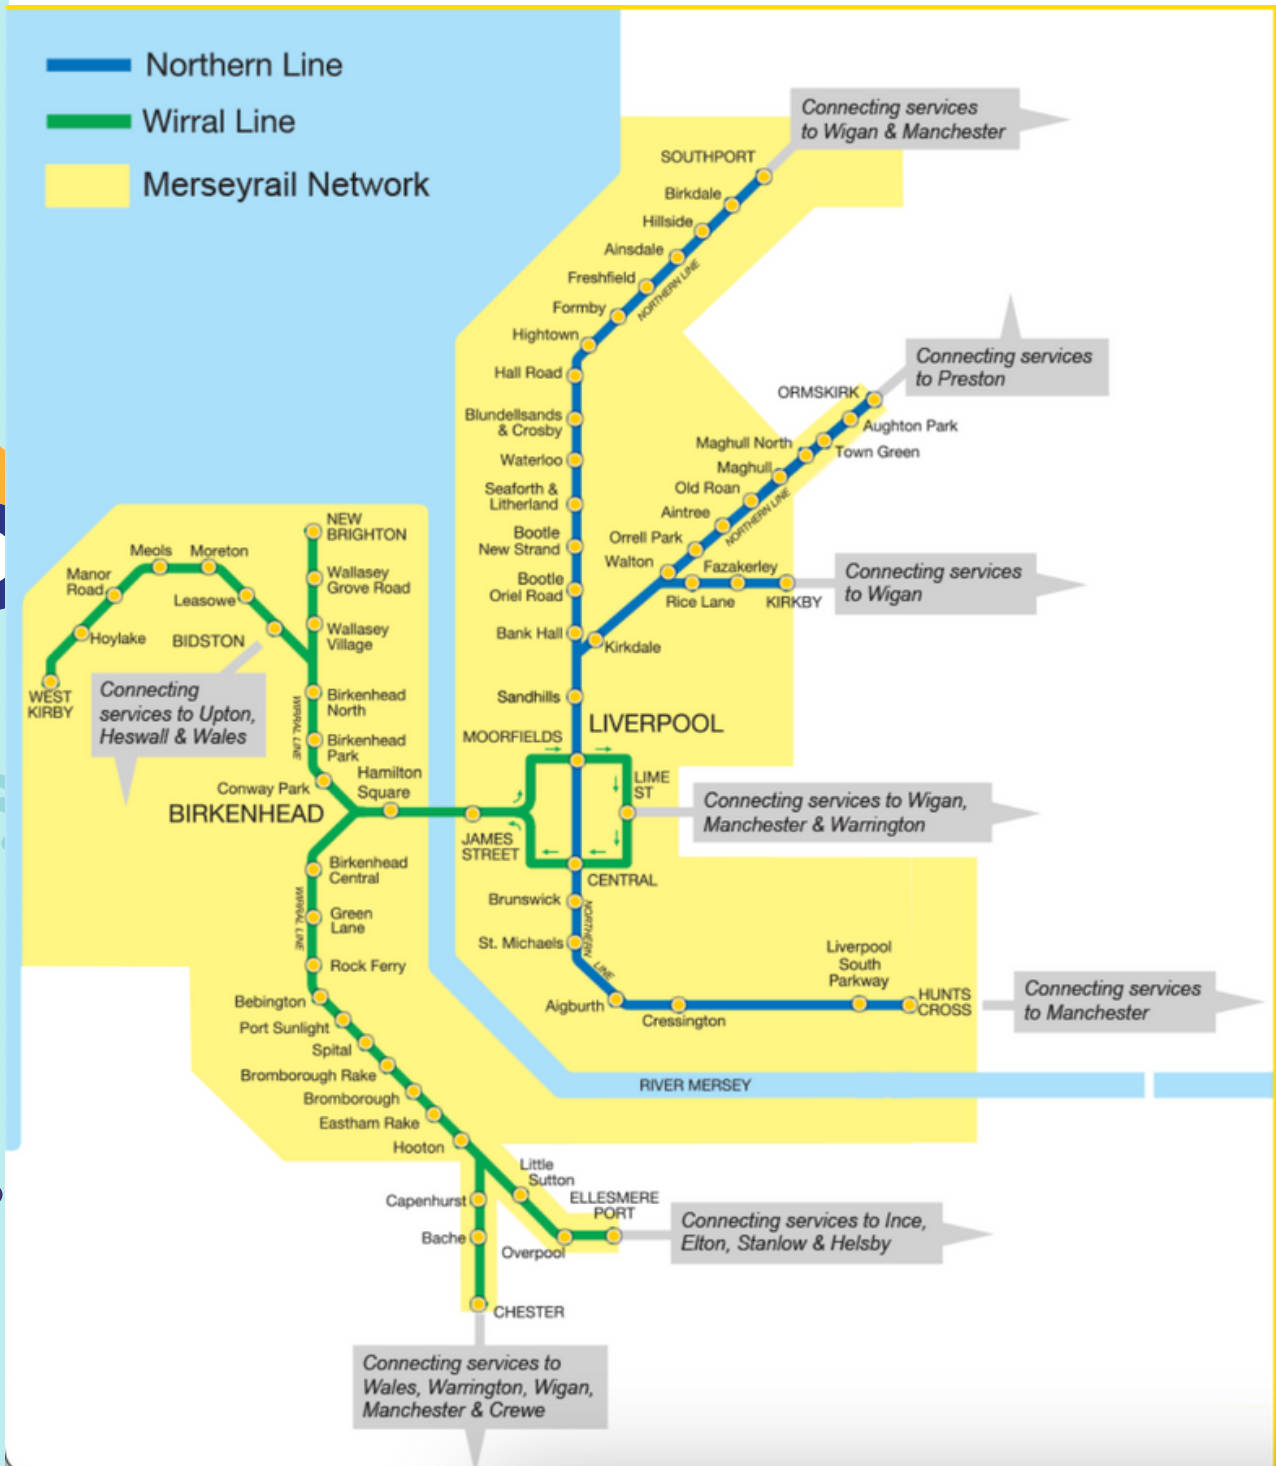 Northern Line
Wirral Line
Merseyrail Network
Connecting services
to Wigan & Manchester
SOUTHPORT
Birkdale
Hillside
Ainsdale
Freshfield
NORTHERN LINE
Formby
Hightown
Hall Road
Connecting services
to Preston
ORMSKIRK
Blundellsands
& Crosby
Aughton Park
Maghull North
Town Green
Waterloo
Maghull
Seaforth &
Litherland
Old Roan
Aintree
NORTHERN LINE
Bootle
New Strand
Orrell Park
Walton
Fazakerley
Connecting services
to Wigan
Bootle
Oriel Road
Rice Lane
KIRKBY
Bank Hall
Kirkdale
NEW
BRIGHTON
Meols
Moreton
Manor
Road
Wallasey
Grove Road
Leasowe
Hoylake
BIDSTON
Wallasey
Village
WEST
KIRBY
Connecting
services to Upton,
Heswall & Wales
Birkenhead
North
WIRRAL LINE
Birkenhead
Park
Sandhills
LIVERPOOL
MOORFIELDS
Hamilton
Square
Conway Park
LIME
ST
BIRKENHEAD
Connecting services to Wigan,
Manchester & Warrington
JAMES
STREET
CENTRAL
Birkenhead
Central
WIRRAL LINE
Green
Lane
Brunswick
NORTHERN
LINE
St. Michaels
Rock Ferry
Liverpool
South
Parkway
HUNTS
CROSS
Connecting services
to Manchester
Bebington
Aigburth
Cressington
Port Sunlight
Spital
Bromborough Rake
RIVER MERSEY
Bromborough
Eastham Rake
Hooton
Little
Sutton
Capenhurst
ELLESMERE
PORT
Connecting services to Ince,
Elton, Stanlow & Helsby
Bache
Overpool
CHESTER
Connecting services to
Wales, Warrington, Wigan,
Manchester & Crewe